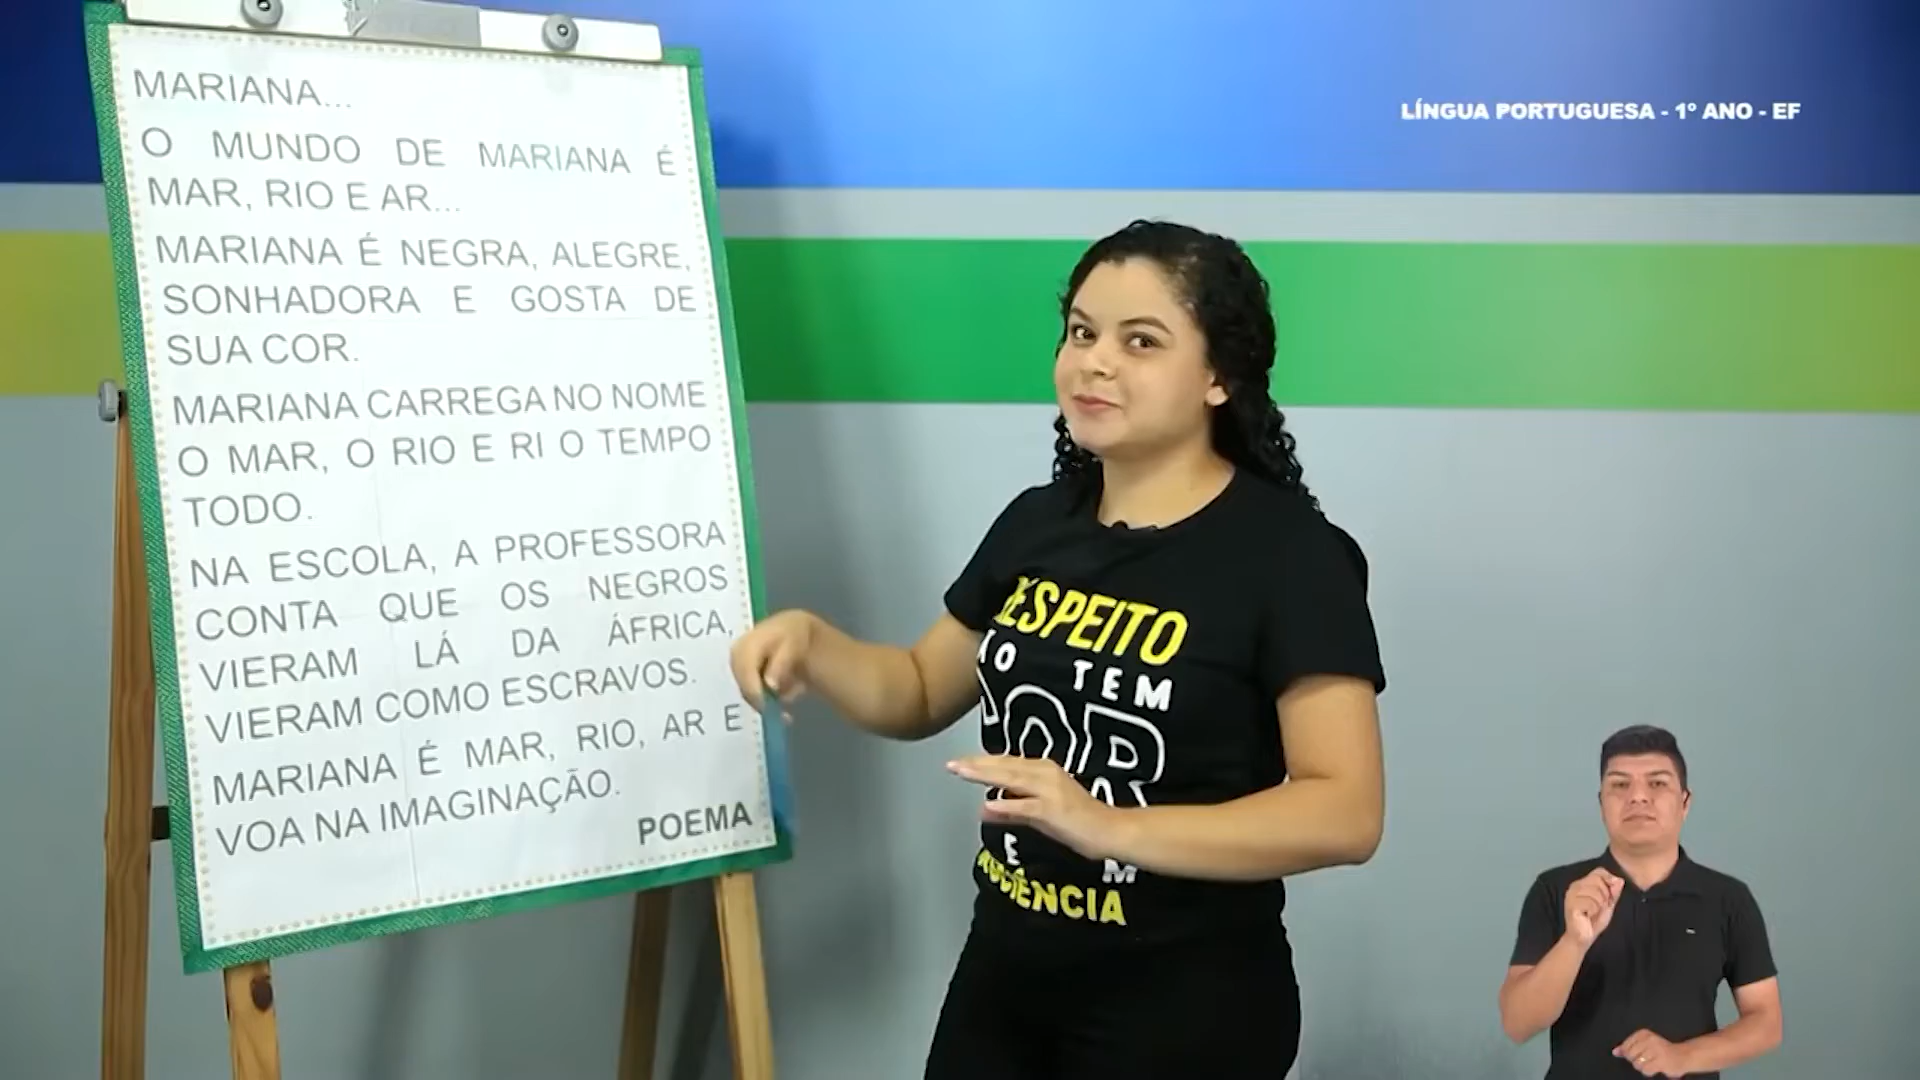 MARIANA...
O MUNDO DE MARIANA É
MAR, RIO E AR...
MARIANA É NEGRA, ALEGRE,
SONHADORA E GOSTA DE
SUA COR.
MARIANA CARREGA NO NOME
O MAR, O RIO E RI O TEMPO
TODO.
NA ESCOLA, A PROFESSORA
CONTA QUE OS NEGROS
VIERAM LÁ DA ÁFRICA,
VIERAM COMO ESCRAVOS.
MARIANA É MAR, RIO, AR E
VOA NA IMAGINAÇÃO.
POEMA
LÍNGUA PORTUGUESA - 1º ANO - EF
RESPEITO
TEM
COR
E M